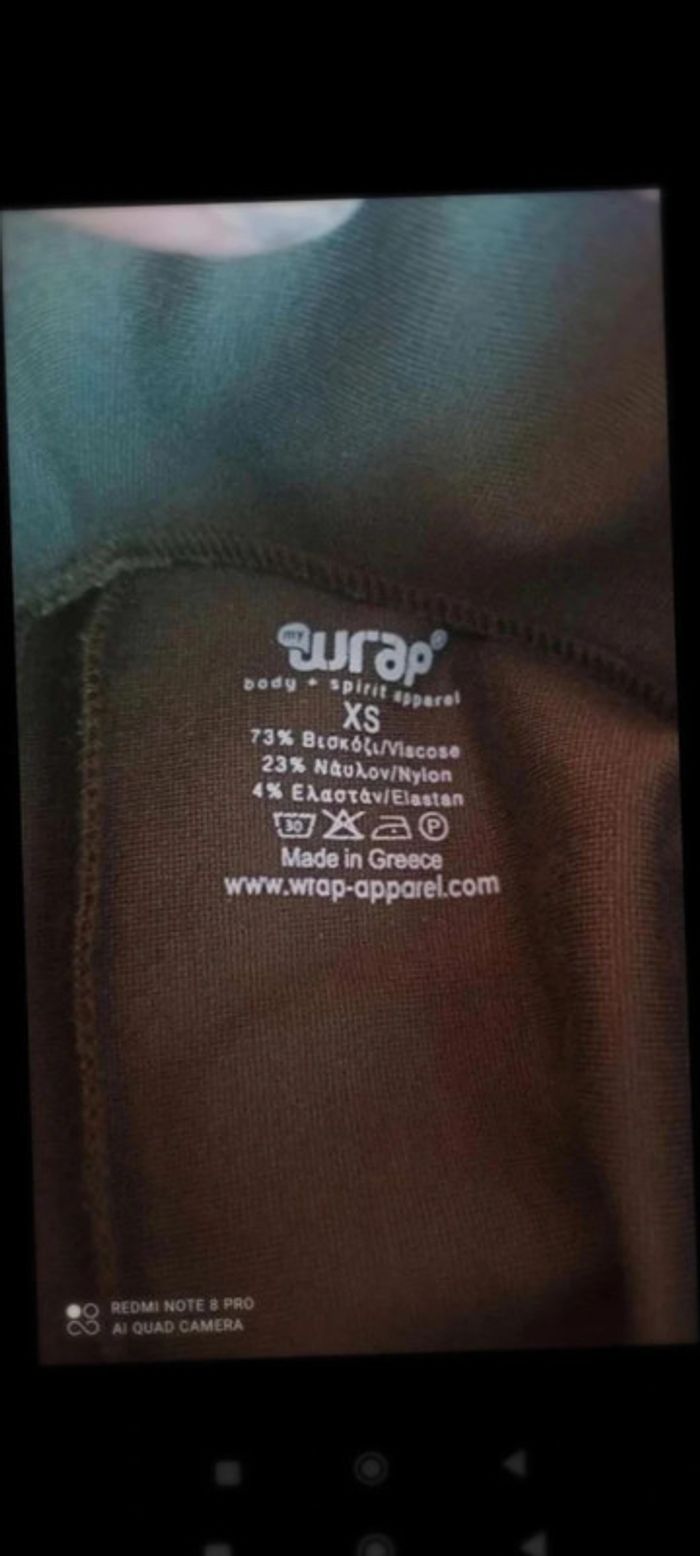 my wrap®
body + spirit apparel
XS
73% Βισκόζι/Viscose
23% Νάυλον/Nylon
4% Ελαστάν/Elastan
30 P
Made in Greece
www.wrap-apparel.com
REDMI NOTE 8 PRO
AI QUAD CAMERA